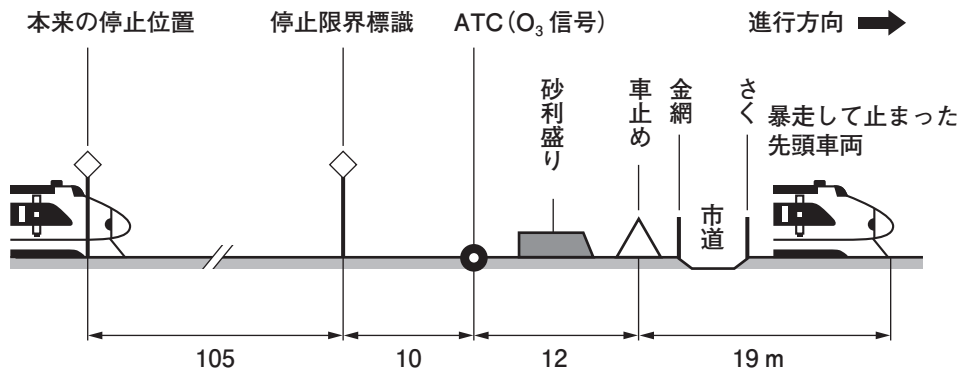 本来の停止位置
停止限界標識
ATC(O₃信号)
進行方向
砂利盛り
車止め
金網
さく
暴走して止まった
先頭車両
市道
105
10
12
19 m